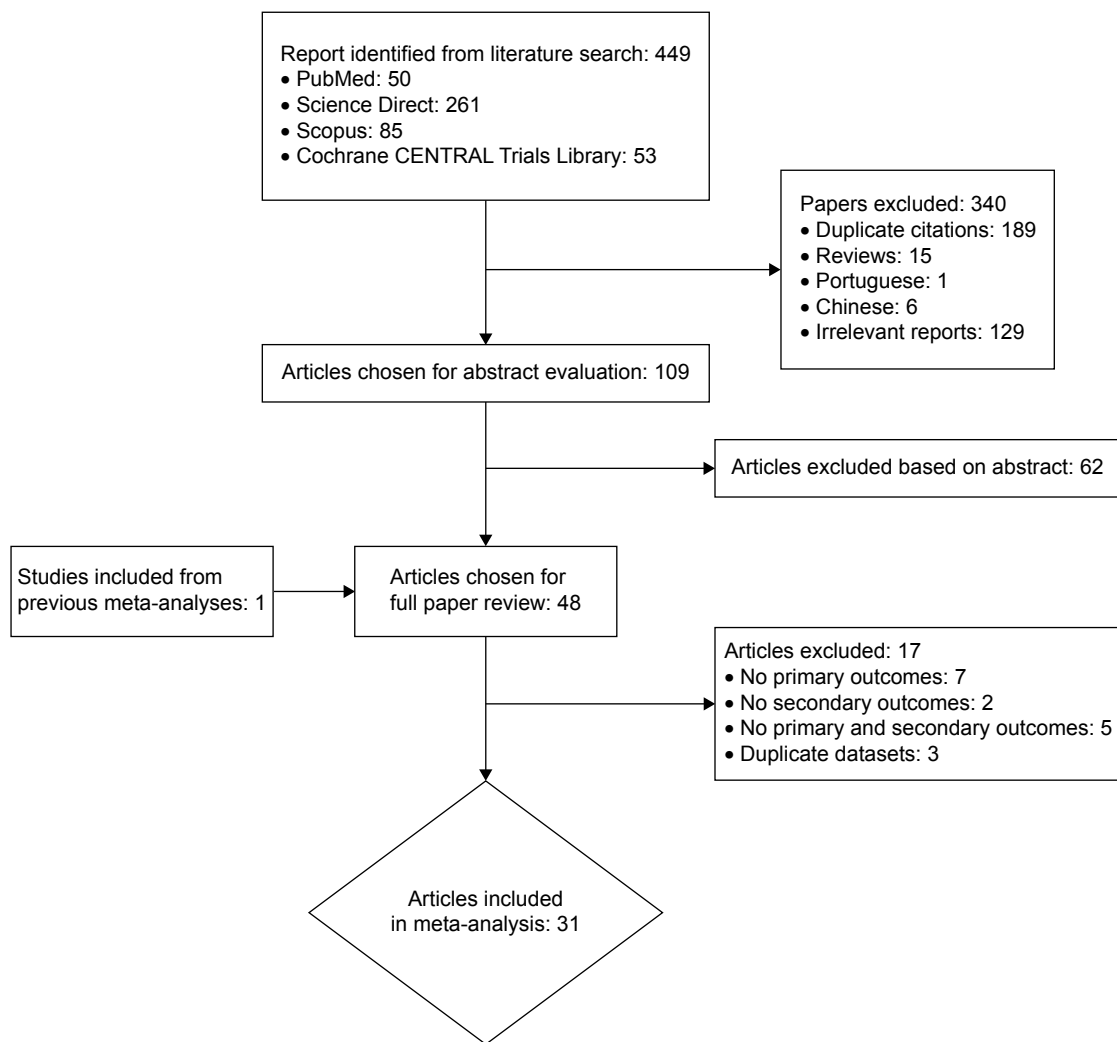 Report identified from literature search: 449
• PubMed: 50
• Science Direct: 261
• Scopus: 85
• Cochrane CENTRAL Trials Library: 53
Papers excluded: 340
• Duplicate citations: 189
• Reviews: 15
• Portuguese: 1
• Chinese: 6
• Irrelevant reports: 129
Articles chosen for abstract evaluation: 109
Articles excluded based on abstract: 62
Studies included from
previous meta-analyses: 1
Articles chosen for
full paper review: 48
Articles excluded: 17
• No primary outcomes: 7
• No secondary outcomes: 2
• No primary and secondary outcomes: 5
• Duplicate datasets: 3
Articles included
in meta-analysis: 31